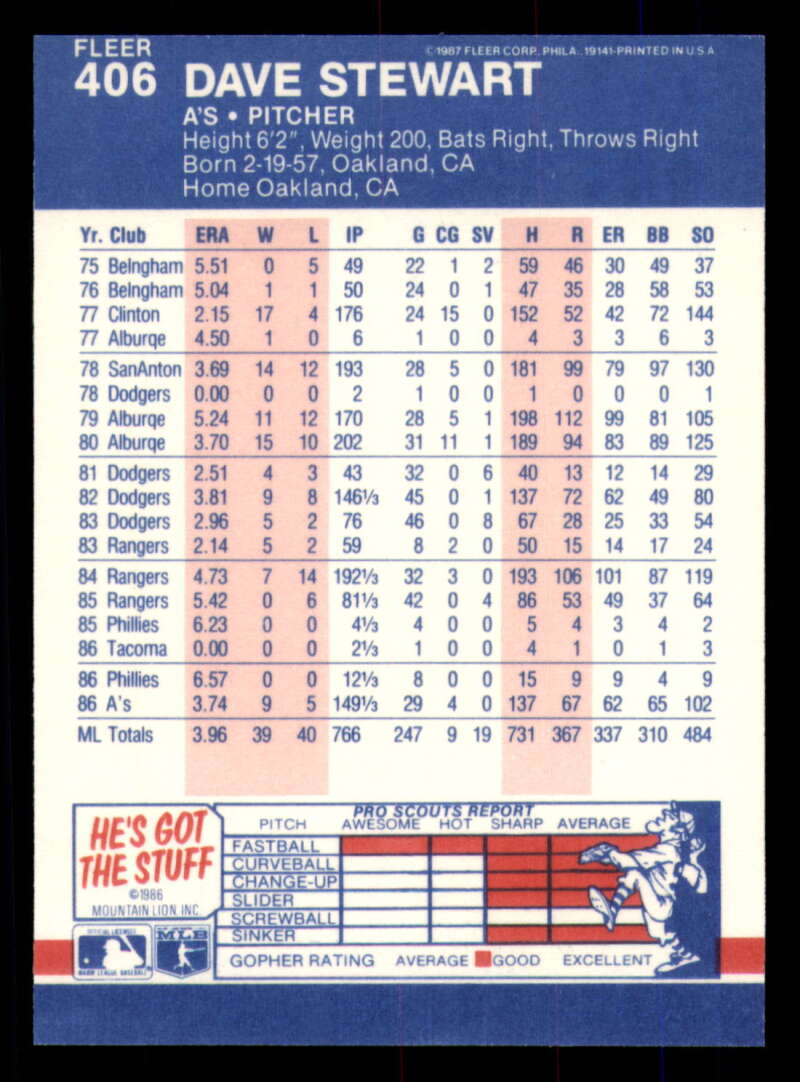 FLEER
©1987 FLEER CORP. PHILA., 19141-PRINTED IN U.S.A.
406 DAVE STEWART
A'S • PITCHER
Height 6'2", Weight 200, Bats Right, Throws Right
Born 2-19-57, Oakland, CA
Home Oakland, CA
Yr. Club ERA W L IP G CG SV H R ER BB SO
75 Belngham 5.51 0 5 49 22 1 2 59 46 30 49 37
76 Belngham 5.04 1 1 50 24 0 1 47 35 28 58 53
77 Clinton 2.15 17 4 176 24 15 0 152 52 42 72 144
77 Alburqe 4.50 1 0 6 1 0 0 4 3 3 6 3
78 SanAnton 3.69 14 12 193 28 5 0 181 99 79 97 130
78 Dodgers 0.00 0 0 2 1 0 0 1 0 0 0 1
79 Alburqe 5.24 11 12 170 28 5 1 198 112 99 81 105
80 Alburqe 3.70 15 10 202 31 11 1 189 94 83 89 125
81 Dodgers 2.51 4 3 43 32 0 6 40 13 12 14 29
82 Dodgers 3.81 9 8 146⅓ 45 0 1 137 72 62 49 80
83 Dodgers 2.96 5 2 76 46 0 8 67 28 25 33 54
83 Rangers 2.14 5 2 59 8 2 0 50 15 14 17 24
84 Rangers 4.73 7 14 192⅓ 32 3 0 193 106 101 87 119
85 Rangers 5.42 0 6 81⅓ 42 0 4 86 53 49 37 64
85 Phillies 6.23 0 0 4⅓ 4 0 0 5 4 3 4 2
86 Tacoma 0.00 0 0 2⅓ 1 0 0 4 1 0 1 3
86 Phillies 6.57 0 0 12⅓ 8 0 0 15 9 9 4 9
86 A's 3.74 9 5 149⅓ 29 4 0 137 67 62 65 102
ML Totals 3.96 39 40 766 247 9 19 731 367 337 310 484
HE'S GOT
THE STUFF
©1986
MOUNTAIN LION, INC.
PRO SCOUTS REPORT
PITCH AWESOME HOT SHARP AVERAGE
FASTBALL
CURVEBALL
CHANGE-UP
SLIDER
SCREWBALL
SINKER
GOPHER RATING AVERAGE GOOD EXCELLENT
OFFICIAL LICENSEE
MAJOR LEAGUE BASEBALL
MLB